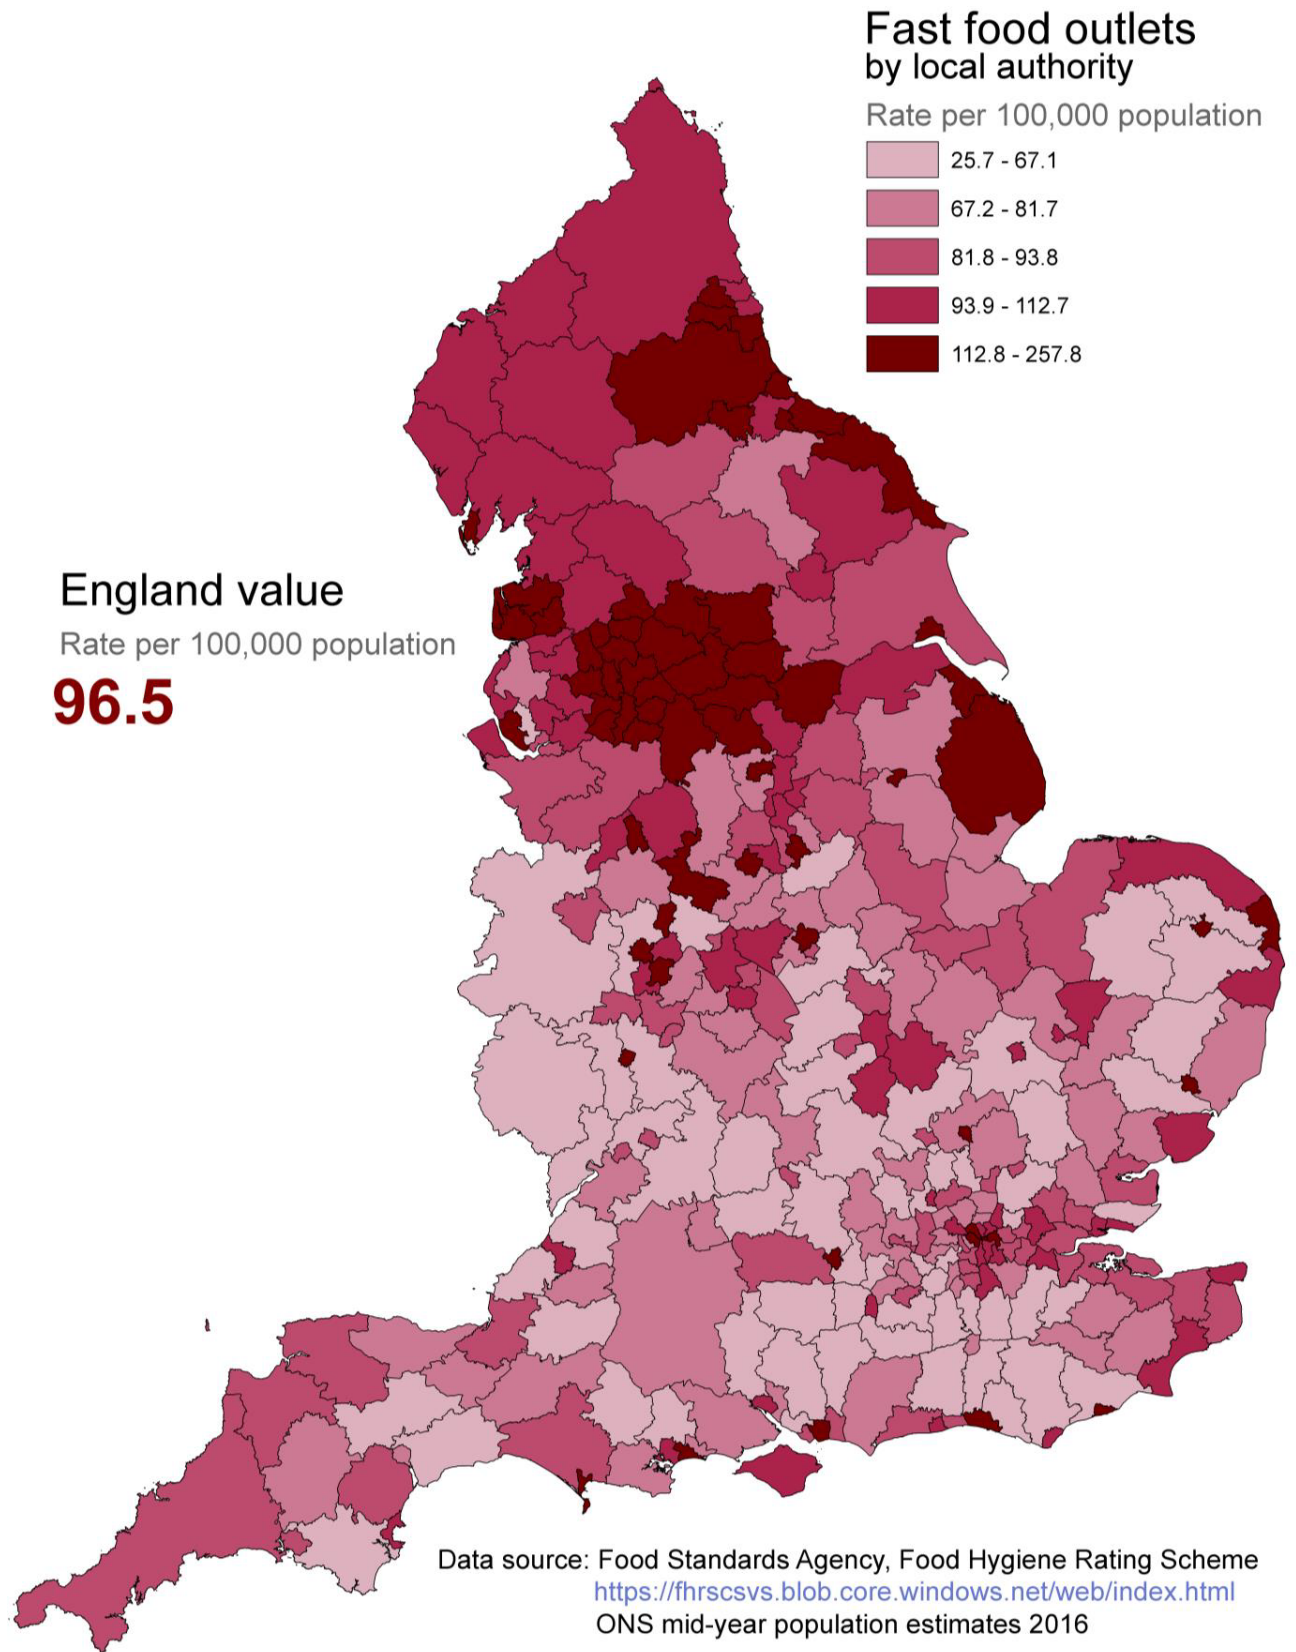 Fast food outlets
by local authority
Rate per 100,000 population
25.7 - 67.1
67.2 - 81.7
81.8 - 93.8
93.9 - 112.7
112.8 - 257.8
England value
Rate per 100,000 population
96.5
Data source: Food Standards Agency, Food Hygiene Rating Scheme
https://fhrscsvs.blob.core.windows.net/web/index.html
ONS mid-year population estimates 2016